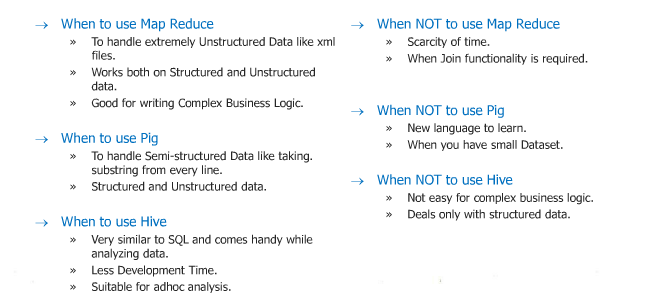 → When to use Map Reduce
» To handle extremely Unstructured Data like xml
files.
» Works both on Structured and Unstructured
data.
» Good for writing Complex Business Logic.
→ When to use Pig
» To handle Semi-structured Data like taking.
substring from every line.
» Structured and Unstructured data.
→ When to use Hive
» Very similar to SQL and comes handy while
analyzing data.
» Less Development Time.
» Suitable for adhoc analysis.
→ When NOT to use Map Reduce
» Scarcity of time.
» When Join functionality is required.
→ When NOT to use Pig
» New language to learn.
» When you have small Dataset.
→ When NOT to use Hive
» Not easy for complex business logic.
» Deals only with structured data.